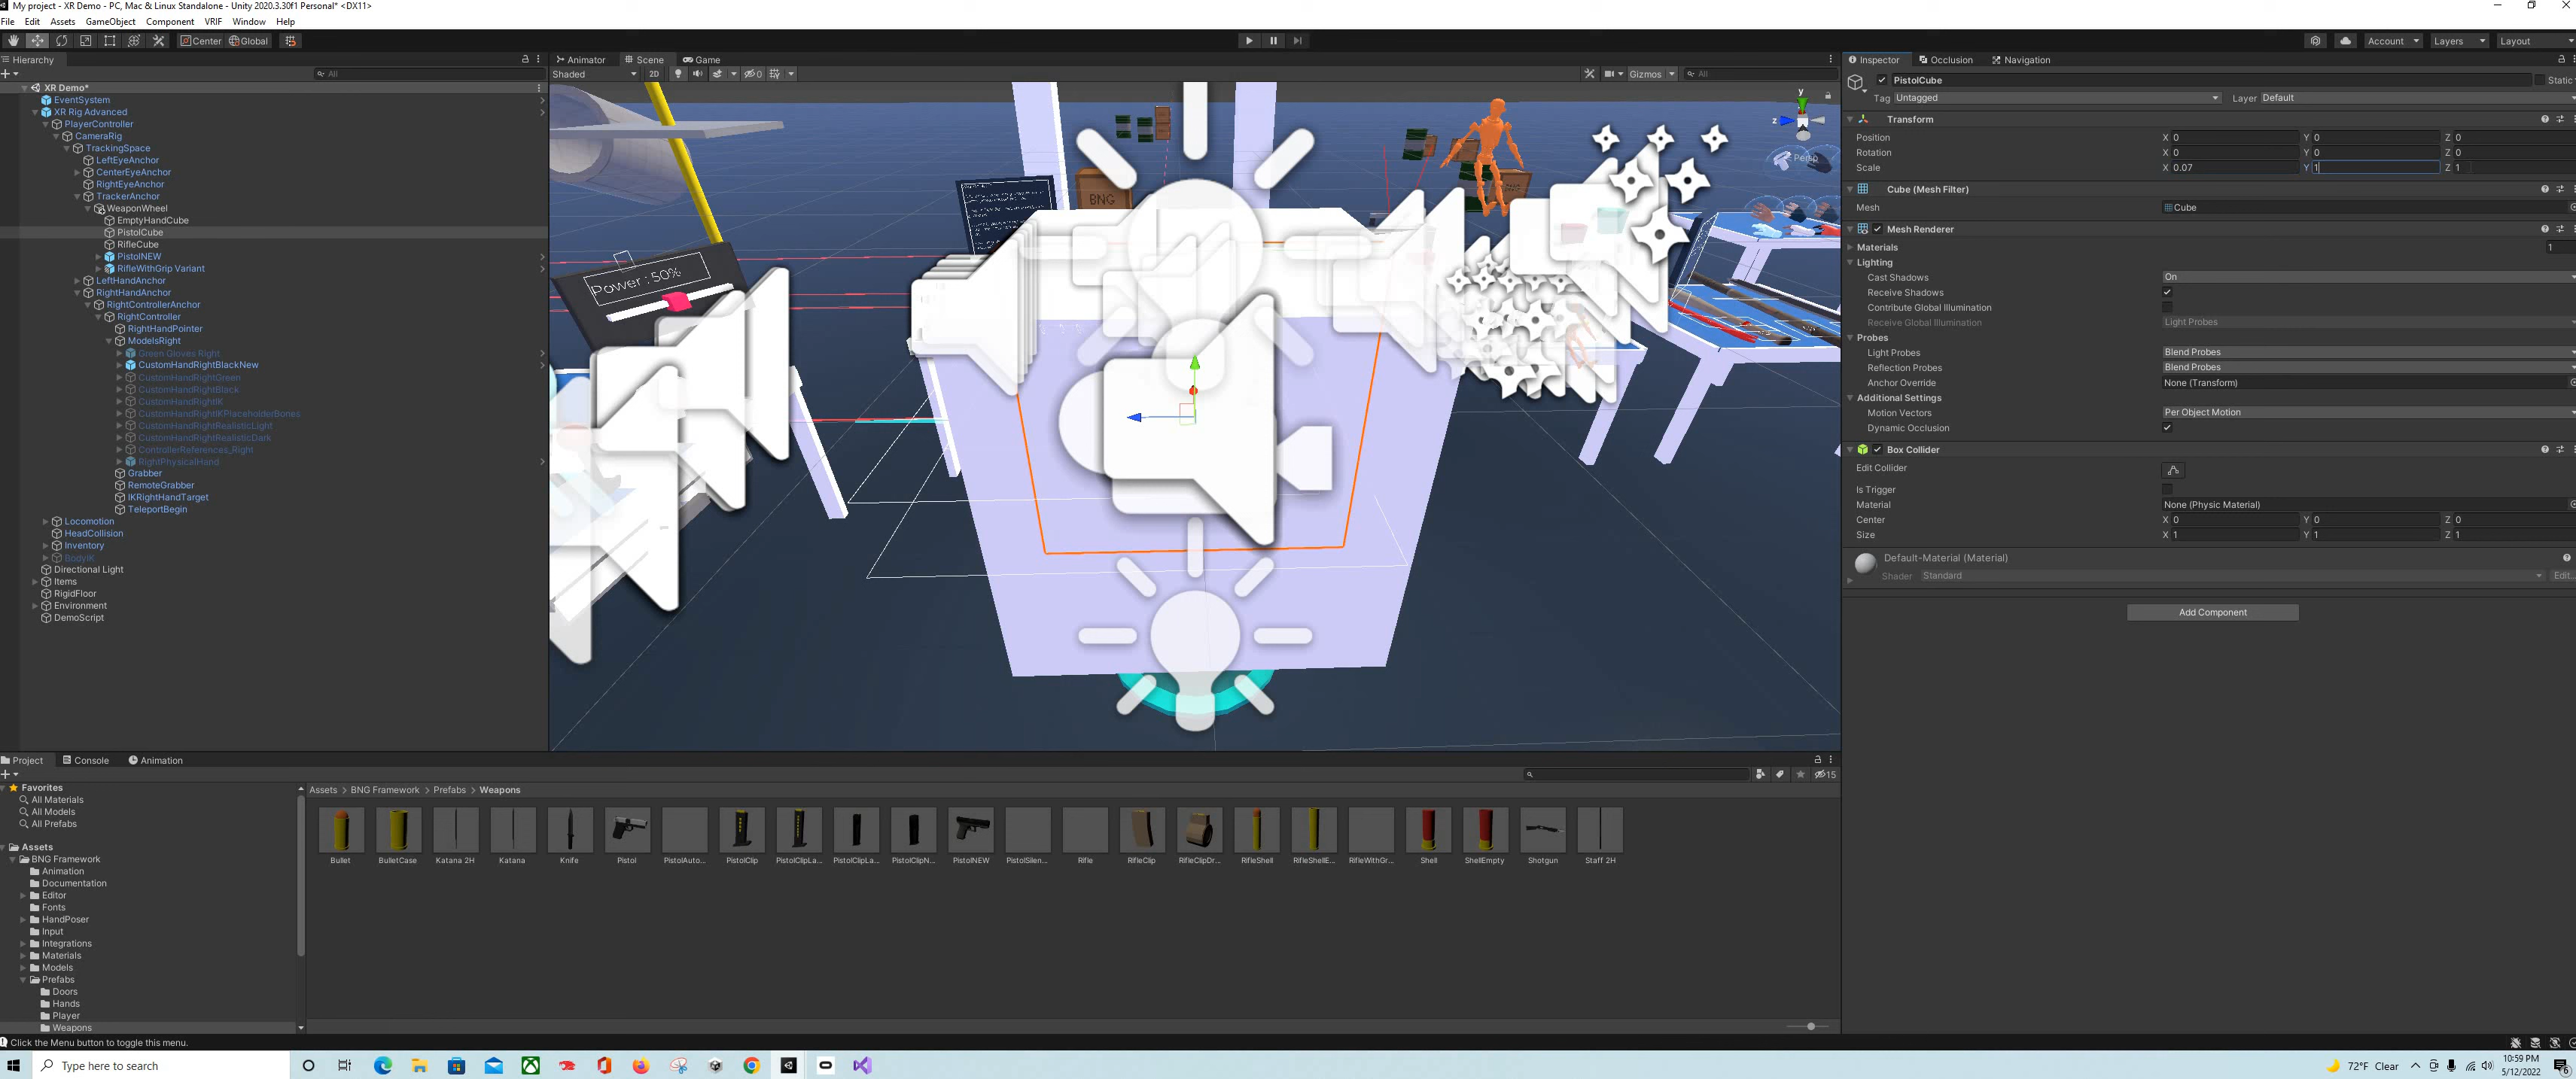 My project - XR Demo - PC, Mac & Linux Standalone - Unity 2020.3.30f1 Personal* <DX11>
File Edit Assets GameObject Component VRIF Window Help
Center Global
Account Layers Layout
Hierarchy
All
XR Demo*
EventSystem
XR Rig Advanced
PlayerController
CameraRig
TrackingSpace
LeftEyeAnchor
CenterEyeAnchor
RightEyeAnchor
TrackerAnchor
WeaponWheel
EmptyHandCube
PistolCube
RifleCube
PistolNEW
RifleWithGrip Variant
LeftHandAnchor
RightHandAnchor
RightControllerAnchor
RightController
RightHandPointer
ModelsRight
Green Gloves Right
CustomHandRightBlackNew
CustomHandRightGreen
CustomHandRightBlack
CustomHandRightIK
CustomHandRightIKPlaceholderBones
CustomHandRightRealisticLight
CustomHandRightRealisticDark
ControllerReferences_Right
RightPhysicalHand
Grabber
RemoteGrabber
IKRightHandTarget
TeleportBegin
Locomotion
HeadCollision
Inventory
BodyIK
Directional Light
Items
RigidFloor
Environment
DemoScript
Animator Scene Game
Shaded 2D 0 Gizmos All
y
z
Persp
BNG
Power : 50%
Inspector Occlusion Navigation
PistolCube Static
Tag Untagged Layer Default
Transform
Position X 0 Y 0 Z 0
Rotation X 0 Y 0 Z 0
Scale X 0.07 Y 1 Z 1
Cube (Mesh Filter)
Mesh Cube
Mesh Renderer
Materials 1
Lighting
Cast Shadows On
Receive Shadows
Contribute Global Illumination
Receive Global Illumination Light Probes
Probes
Light Probes Blend Probes
Reflection Probes Blend Probes
Anchor Override None (Transform)
Additional Settings
Motion Vectors Per Object Motion
Dynamic Occlusion
Box Collider
Edit Collider
Is Trigger
Material None (Physic Material)
Center X 0 Y 0 Z 0
Size X 1 Y 1 Z 1
Default-Material (Material)
Shader Standard Edit...
Add Component
Project Console Animation
15
Favorites
All Materials
All Models
All Prefabs
Assets
BNG Framework
Animation
Documentation
Editor
Fonts
HandPoser
Input
Integrations
Materials
Models
Prefabs
Doors
Hands
Player
Weapons
Assets > BNG Framework > Prefabs > Weapons
Bullet BulletCase Katana 2H Katana Knife Pistol PistolAuto... PistolClip PistolClipLa... PistolClipLa... PistolClipN... PistolNEW PistolSilen... Rifle RifleClip RifleClipDr... RifleShell RifleShellE... RifleWithGr... Shell ShellEmpty Shotgun Staff 2H
Click the Menu button to toggle this menu.
Type here to search
72°F Clear
10:59 PM
5/12/2022
6